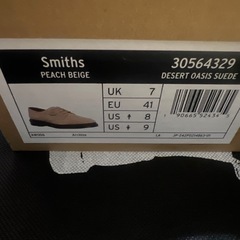 Smiths
30564329
PEACH BEIGE
DESERT OASIS SUEDE
UK 7
EU 41
US 8
US 9